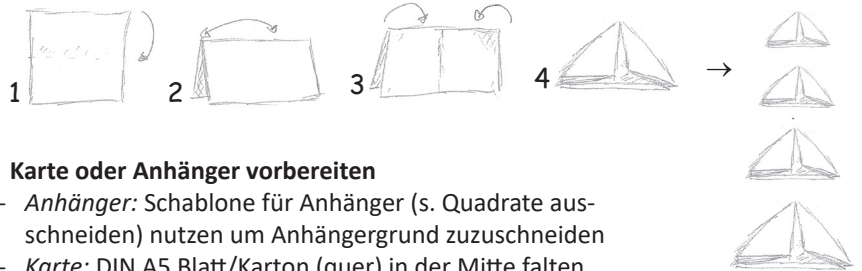 1 2 3 4 →
Karte oder Anhänger vorbereiten
- Anhänger: Schablone für Anhänger (s. Quadrate aus-
schneiden) nutzen um Anhängergrund zuzuschneiden
- Karte: DIN A5 Blatt/Karton (quer) in der Mitte falten